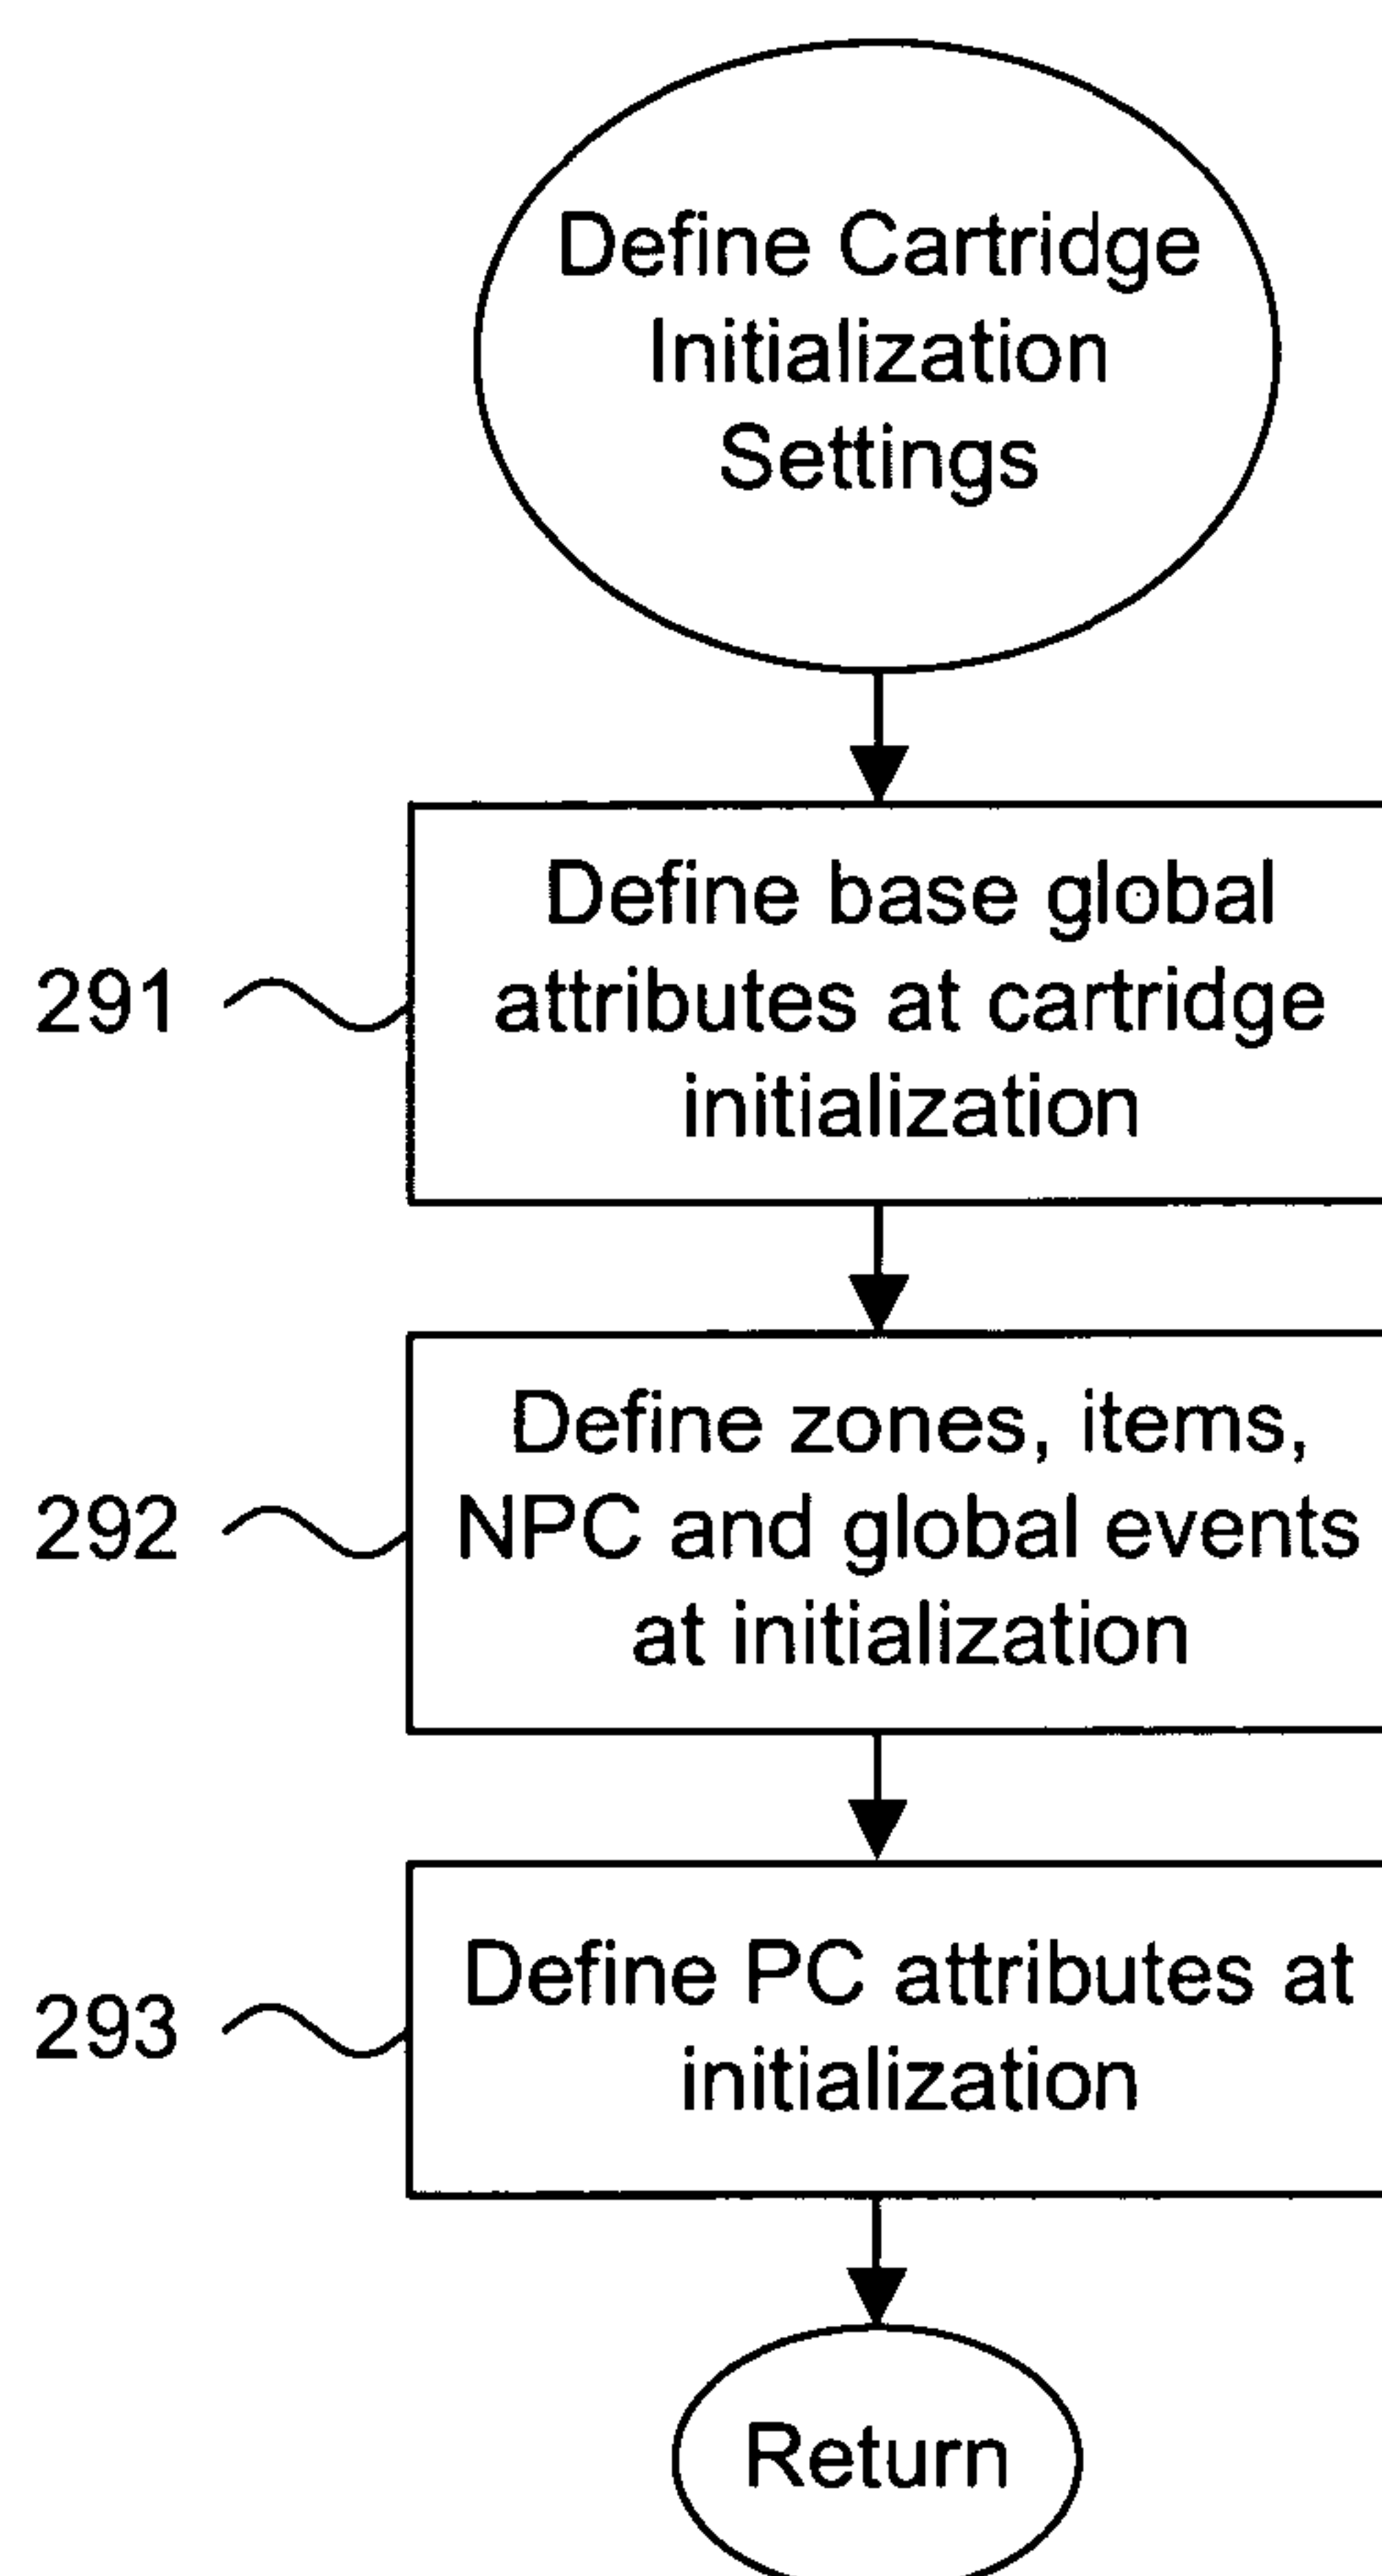 Define Cartridge
Initialization
Settings
Define base global
attributes at cartridge
initialization
291
Define zones, items,
NPC and global events
at initialization
292
Define PC attributes at
initialization
293
Return